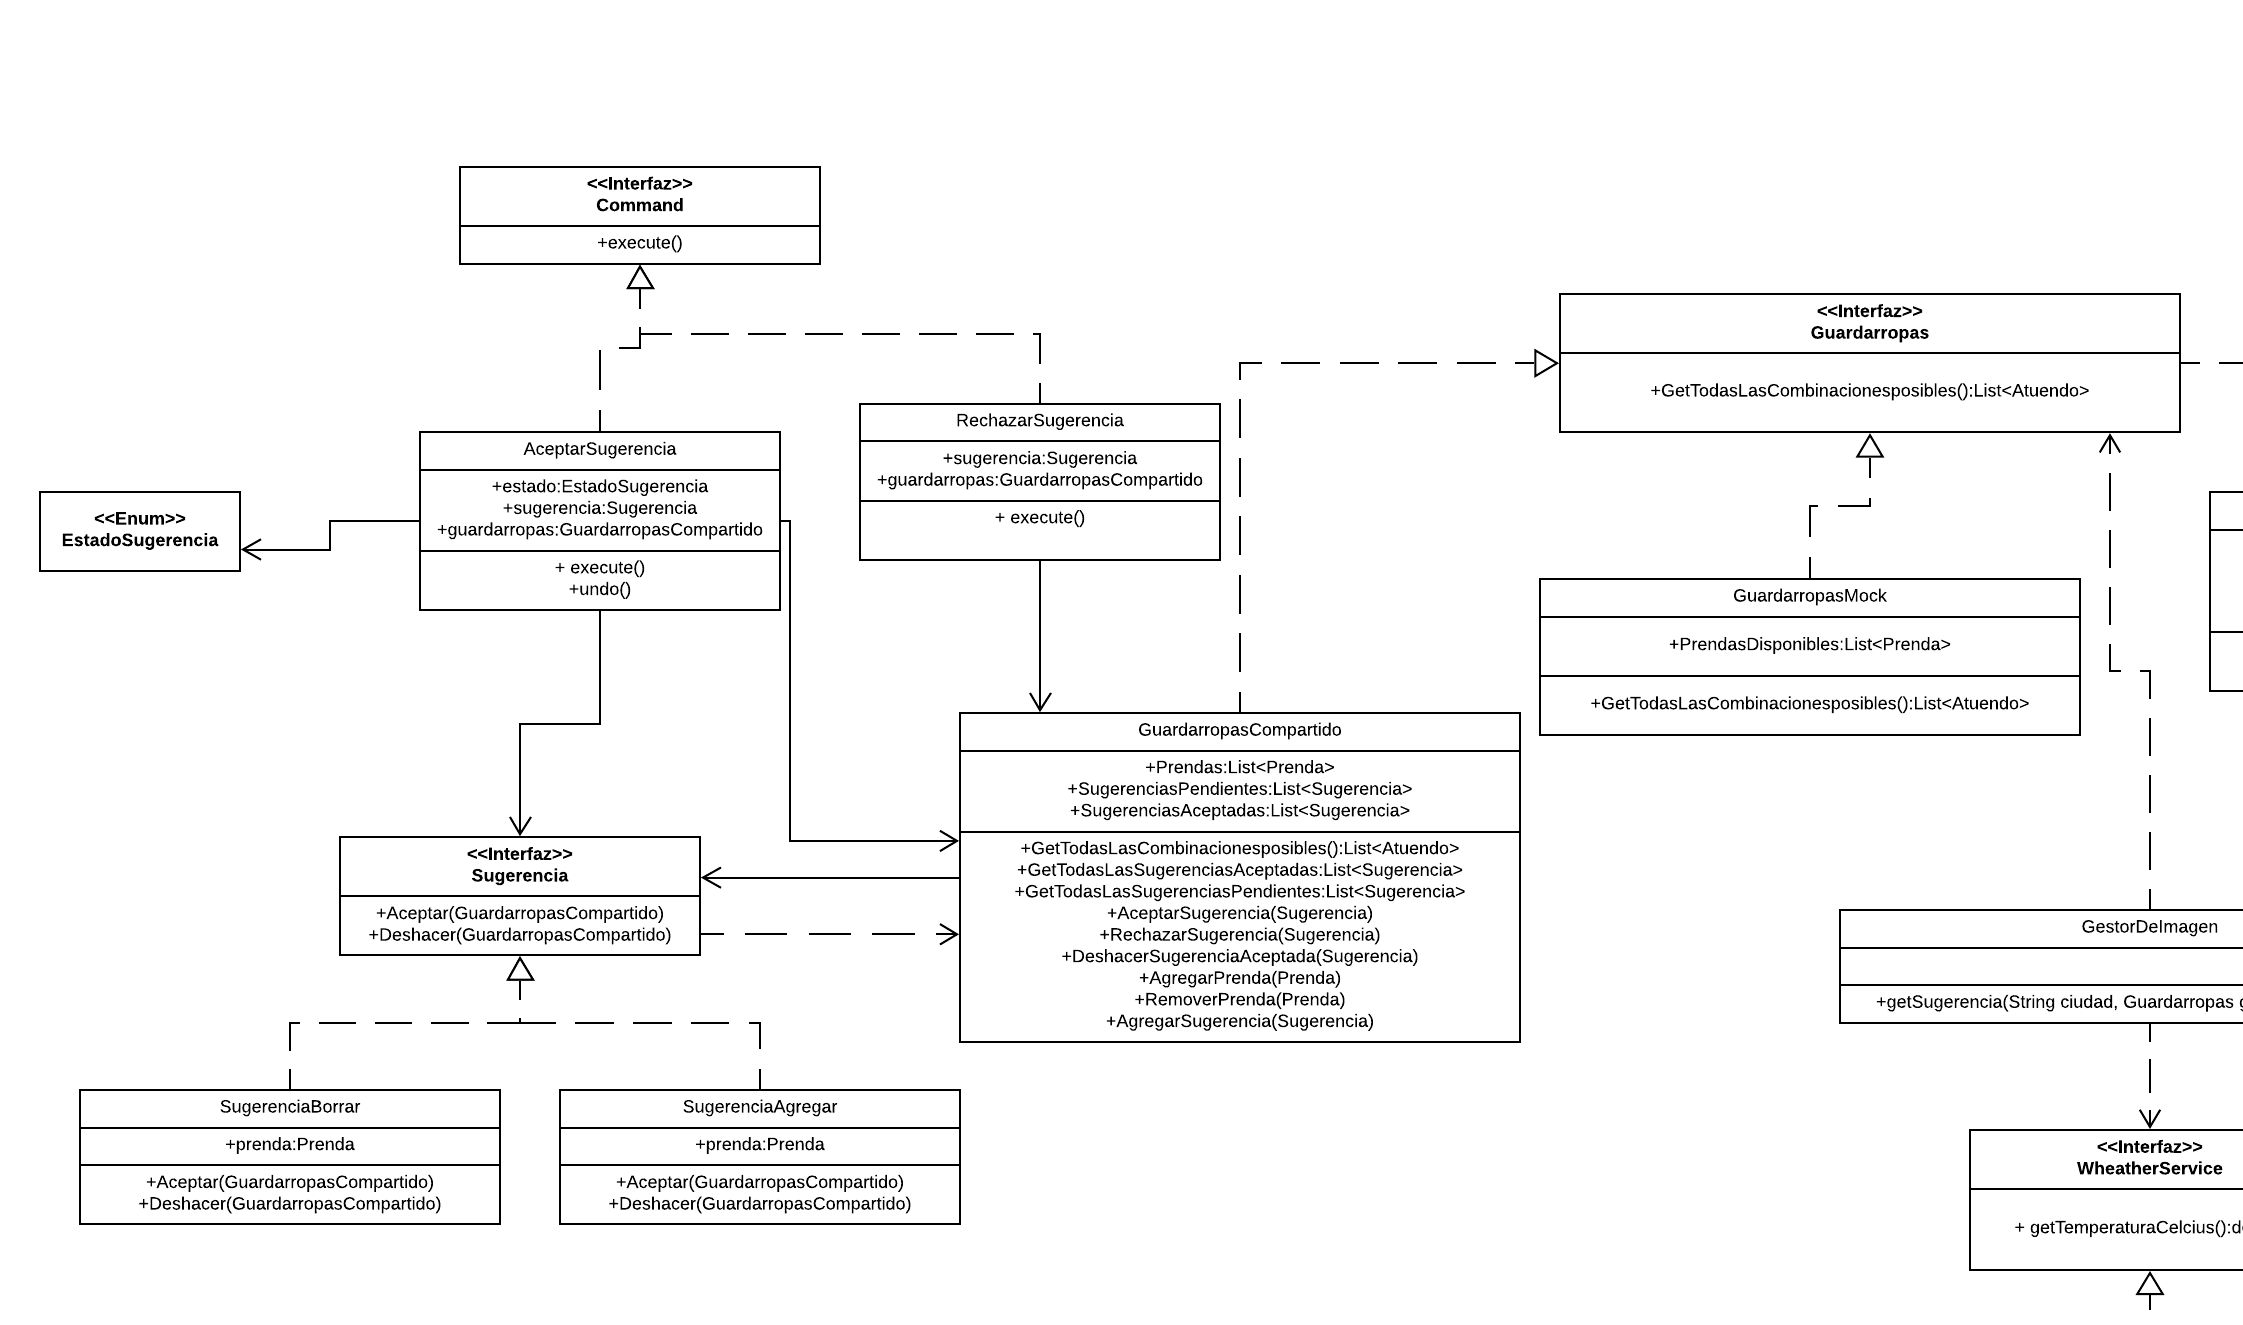 <<Interfaz>>
Command
+execute()
<<Interfaz>>
Guardarropas
+GetTodasLasCombinacionesposibles():List<Atuendo>
RechazarSugerencia
+sugerencia:Sugerencia
+guardarropas:GuardarropasCompartido
+ execute()
AceptarSugerencia
+estado:EstadoSugerencia
+sugerencia:Sugerencia
+guardarropas:GuardarropasCompartido
+ execute()
+undo()
<<Enum>>
EstadoSugerencia
GuardarropasMock
+PrendasDisponibles:List<Prenda>
+GetTodasLasCombinacionesposibles():List<Atuendo>
GuardarropasCompartido
+Prendas:List<Prenda>
+SugerenciasPendientes:List<Sugerencia>
+SugerenciasAceptadas:List<Sugerencia>
+GetTodasLasCombinacionesposibles():List<Atuendo>
+GetTodasLasSugerenciasAceptadas:List<Sugerencia>
+GetTodasLasSugerenciasPendientes:List<Sugerencia>
+AceptarSugerencia(Sugerencia)
+RechazarSugerencia(Sugerencia)
+DeshacerSugerenciaAceptada(Sugerencia)
+AgregarPrenda(Prenda)
+RemoverPrenda(Prenda)
+AgregarSugerencia(Sugerencia)
<<Interfaz>>
Sugerencia
+Aceptar(GuardarropasCompartido)
+Deshacer(GuardarropasCompartido)
GestorDeImagen
+getSugerencia(String ciudad, Guardarropas
SugerenciaBorrar
+prenda:Prenda
+Aceptar(GuardarropasCompartido)
+Deshacer(GuardarropasCompartido)
SugerenciaAgregar
+prenda:Prenda
+Aceptar(GuardarropasCompartido)
+Deshacer(GuardarropasCompartido)
<<Interfaz>>
WheatherService
+ getTemperaturaCelcius():